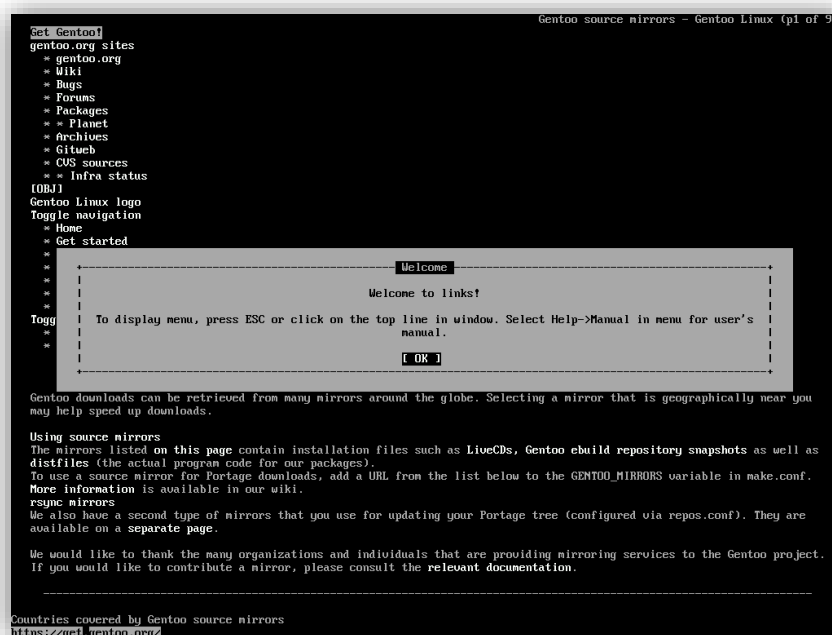 Gentoo source mirrors – Gentoo Linux (p1 of 9
Get Gentoo!
gentoo.org sites
* gentoo.org
* Wiki
* Bugs
* Forums
* Packages
* * Planet
* Archives
* Gitweb
* CVS sources
* * Infra status
[OBJ]
Gentoo Linux logo
Toggle navigation
* Home
* Get started
*
*
*
*
*
Togg
*
*
Welcome
Welcome to links!
To display menu, press ESC or click on the top line in window. Select Help->Manual in menu for user's
manual.
[ OK ]
Gentoo downloads can be retrieved from many mirrors around the globe. Selecting a mirror that is geographically near you
may help speed up downloads.
Using source mirrors
The mirrors listed on this page contain installation files such as LiveCDs, Gentoo ebuild repository snapshots as well as
distfiles (the actual program code for our packages).
To use a source mirror for Portage downloads, add a URL from the list below to the GENTOO_MIRRORS variable in make.conf.
More information is available in our wiki.
rsync mirrors
We also have a second type of mirrors that you use for updating your Portage tree (configured via repos.conf). They are
available on a separate page.
We would like to thank the many organizations and individuals that are providing mirroring services to the Gentoo project.
If you would like to contribute a mirror, please consult the relevant documentation.
Countries covered by Gentoo source mirrors
https://get.gentoo.org/